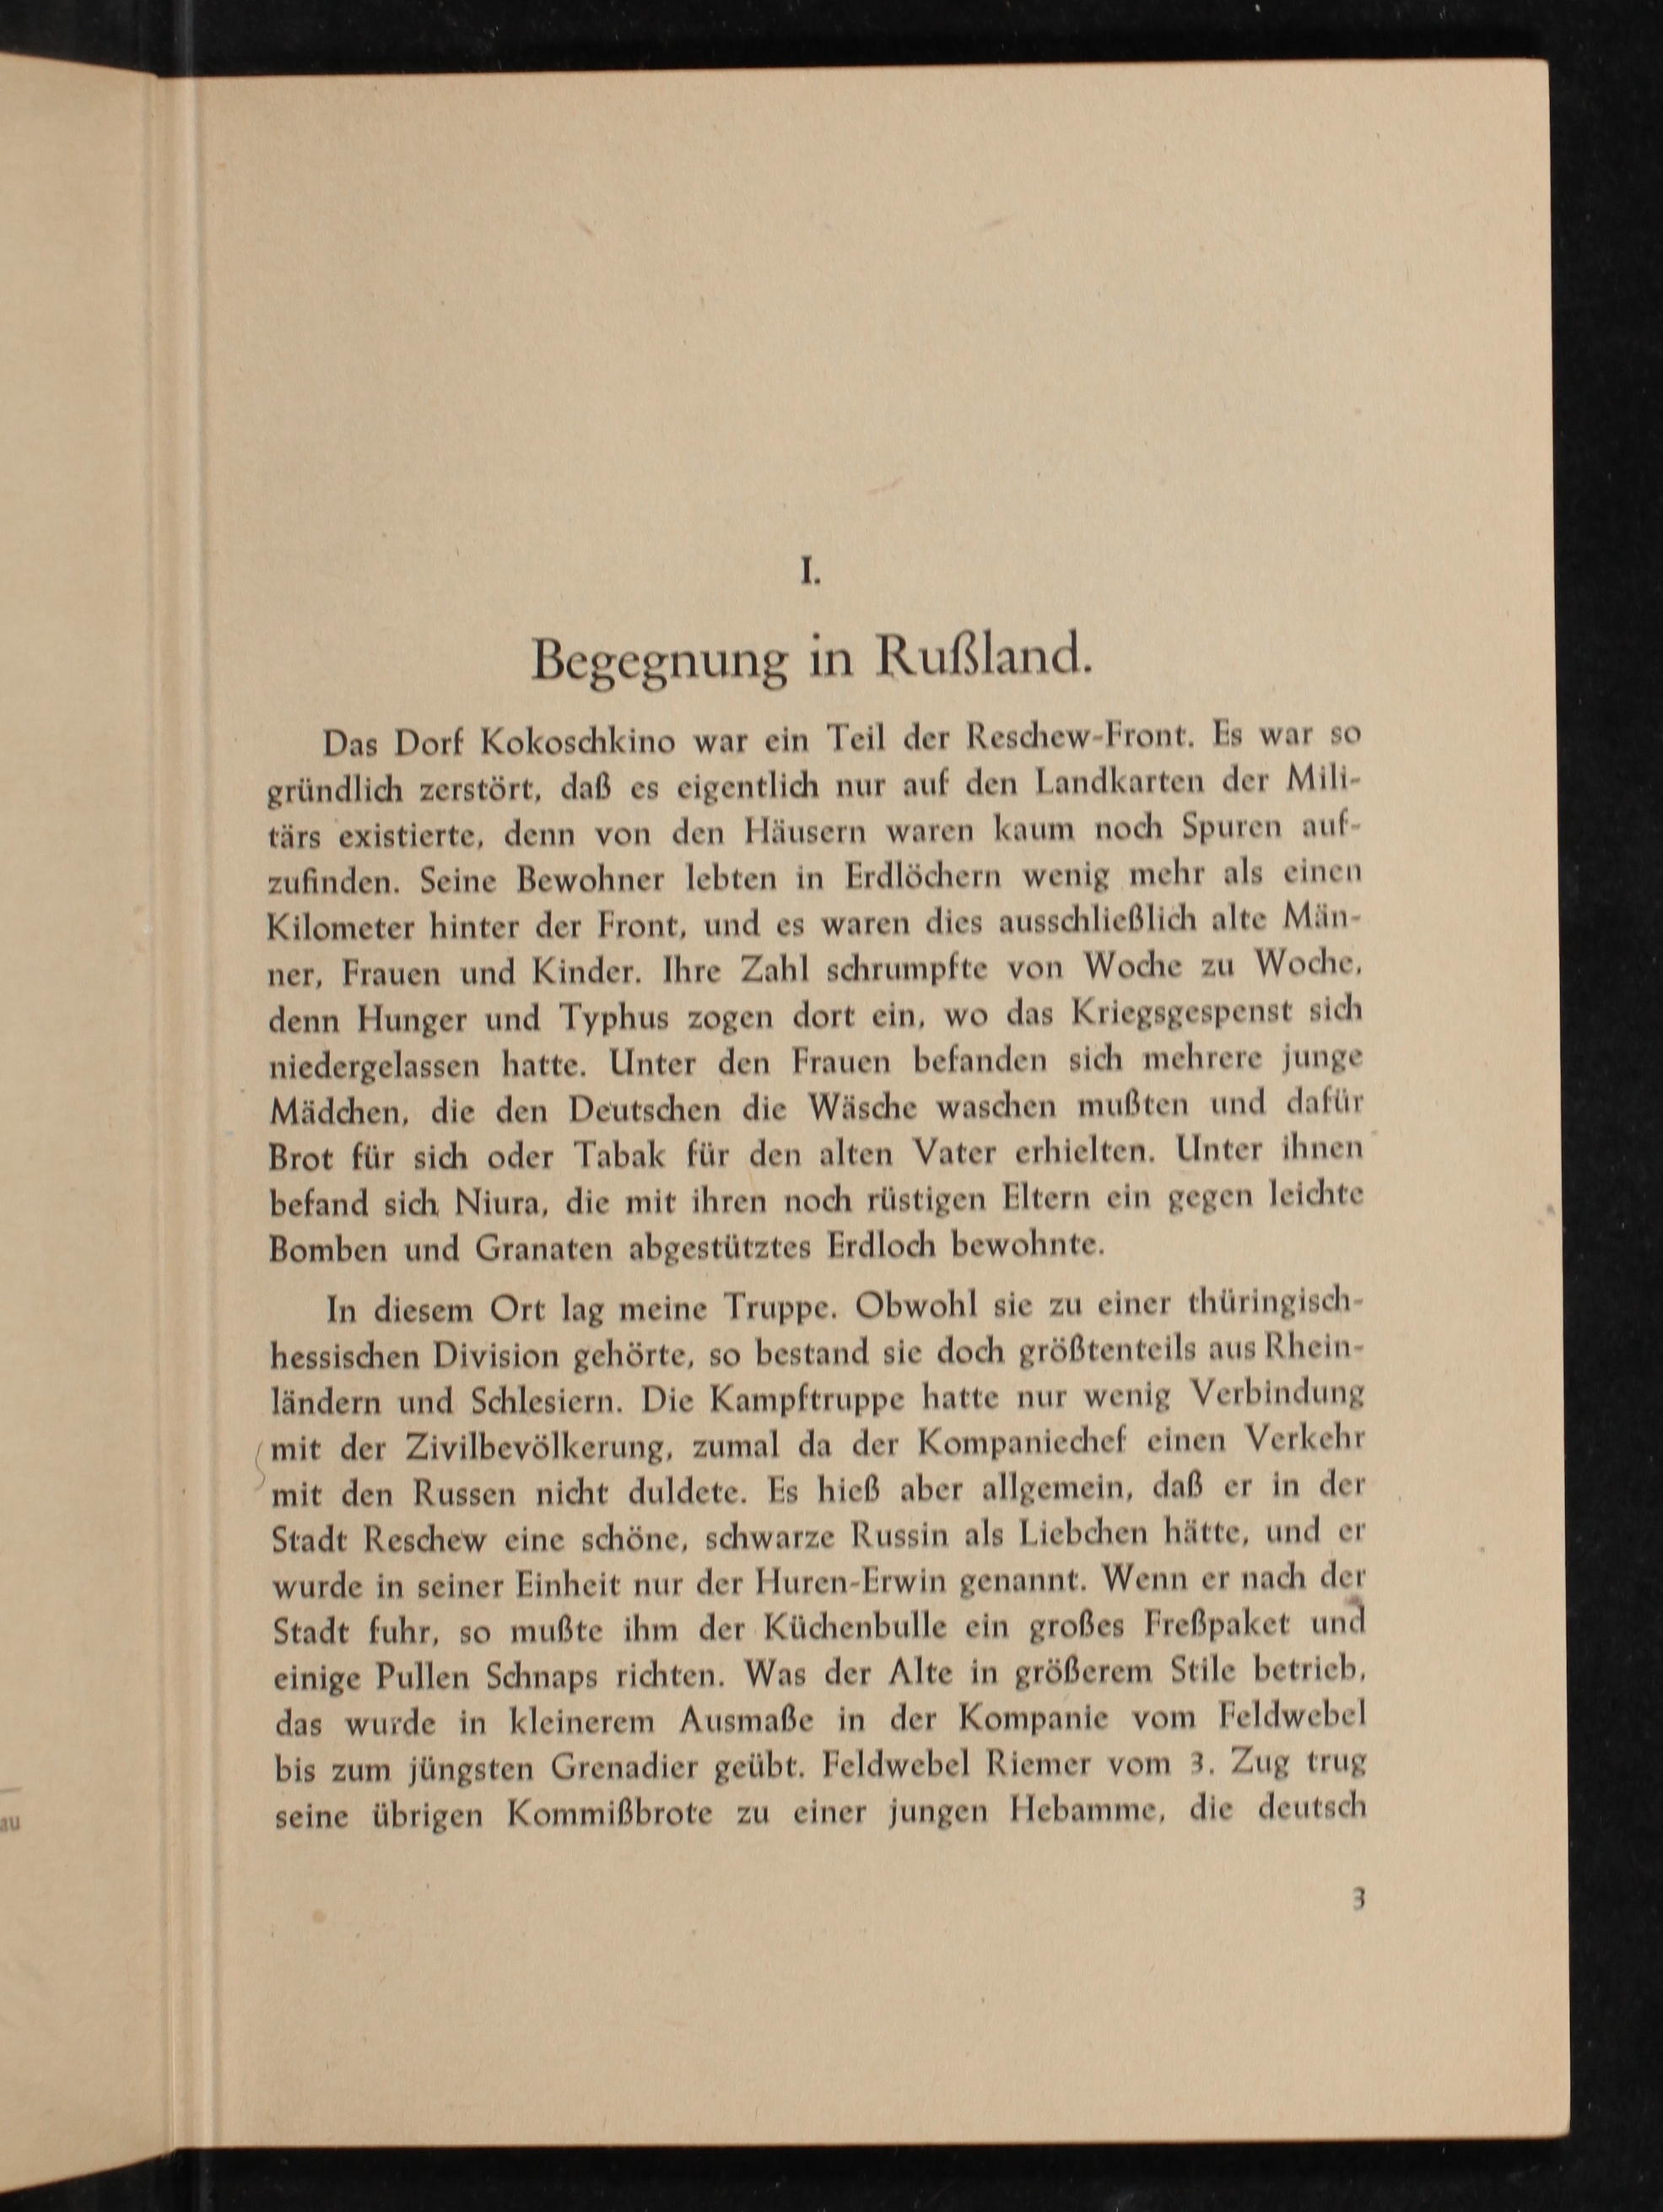 I.
Begegnung in Rußland.
Das Dorf Kokoschkino war ein Teil der Reschew-Front. Es war so
gründlich zerstört, daß es eigentlich nur auf den Landkarten der Mili-
tärs existierte, denn von den Häusern waren kaum noch Spuren auf-
zufinden. Seine Bewohner lebten in Erdlöchern wenig mehr als einen
Kilometer hinter der Front, und es waren dies ausschließlich alte Män-
ner, Frauen und Kinder. Ihre Zahl schrumpfte von Woche zu Woche,
denn Hunger und Typhus zogen dort ein, wo das Kriegsgespenst sich
niedergelassen hatte. Unter den Frauen befanden sich mehrere junge
Mädchen, die den Deutschen die Wäsche waschen mußten und dafür
Brot für sich oder Tabak für den alten Vater erhielten. Unter ihnen
befand sich Niura, die mit ihren noch rüstigen Eltern ein gegen leichte
Bomben und Granaten abgestütztes Erdloch bewohnte.
In diesem Ort lag meine Truppe. Obwohl sie zu einer thüringisch-
hessischen Division gehörte, so bestand sie doch größtenteils aus Rhein-
ländern und Schlesiern. Die Kampftruppe hatte nur wenig Verbindung
mit der Zivilbevölkerung, zumal da der Kompaniechef einen Verkehr
mit den Russen nicht duldete. Es hieß aber allgemein, daß er in der
Stadt Reschew eine schöne, schwarze Russin als Liebchen hätte, und er
wurde in seiner Einheit nur der Huren-Erwin genannt. Wenn er nach der
Stadt fuhr, so mußte ihm der Küchenbulle ein großes Freßpaket und
einige Pullen Schnaps richten. Was der Alte in größerem Stile betrieb,
das wurde in kleinerem Ausmaße in der Kompanie vom Feldwebel
bis zum jüngsten Grenadier geübt. Feldwebel Riemer vom 3. Zug trug
seine übrigen Kommißbrote zu einer jungen Hebamme, die deutsch
3
au